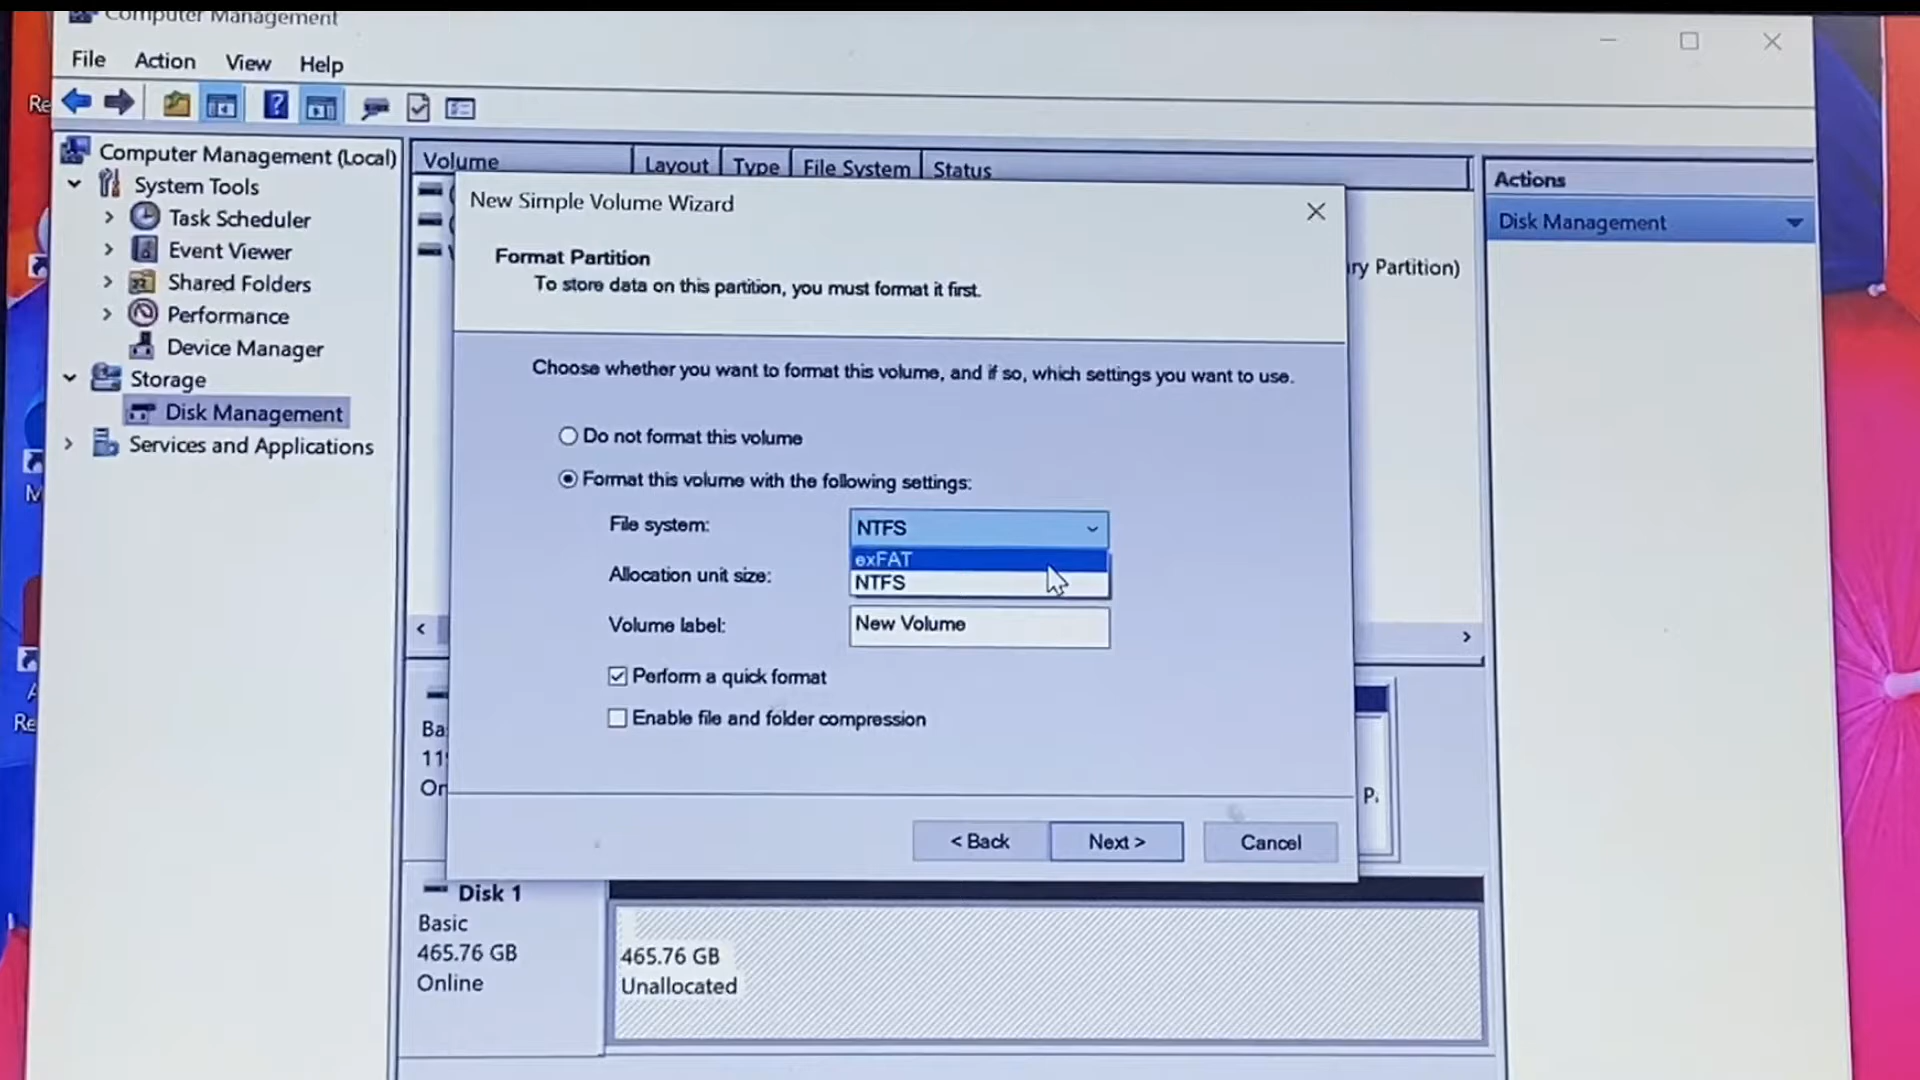 Computer Management
File Action View Help
Re
Computer Management (Local)
System Tools
Task Scheduler
Event Viewer
Shared Folders
Performance
Device Manager
Storage
Disk Management
Services and Applications
Volume Layout Type File System Status
ry Partition)
Actions
Disk Management
New Simple Volume Wizard
Format Partition
To store data on this partition, you must format it first.
Choose whether you want to format this volume, and if so, which settings you want to use.
Do not format this volume
Format this volume with the following settings:
File system: NTFS
exFAT
NTFS
Allocation unit size:
Volume label: New Volume
Perform a quick format
Enable file and folder compression
< Back Next > Cancel
M
Re
Ba
11
On
P
Disk 1
Basic
465.76 GB
Online
465.76 GB
Unallocated